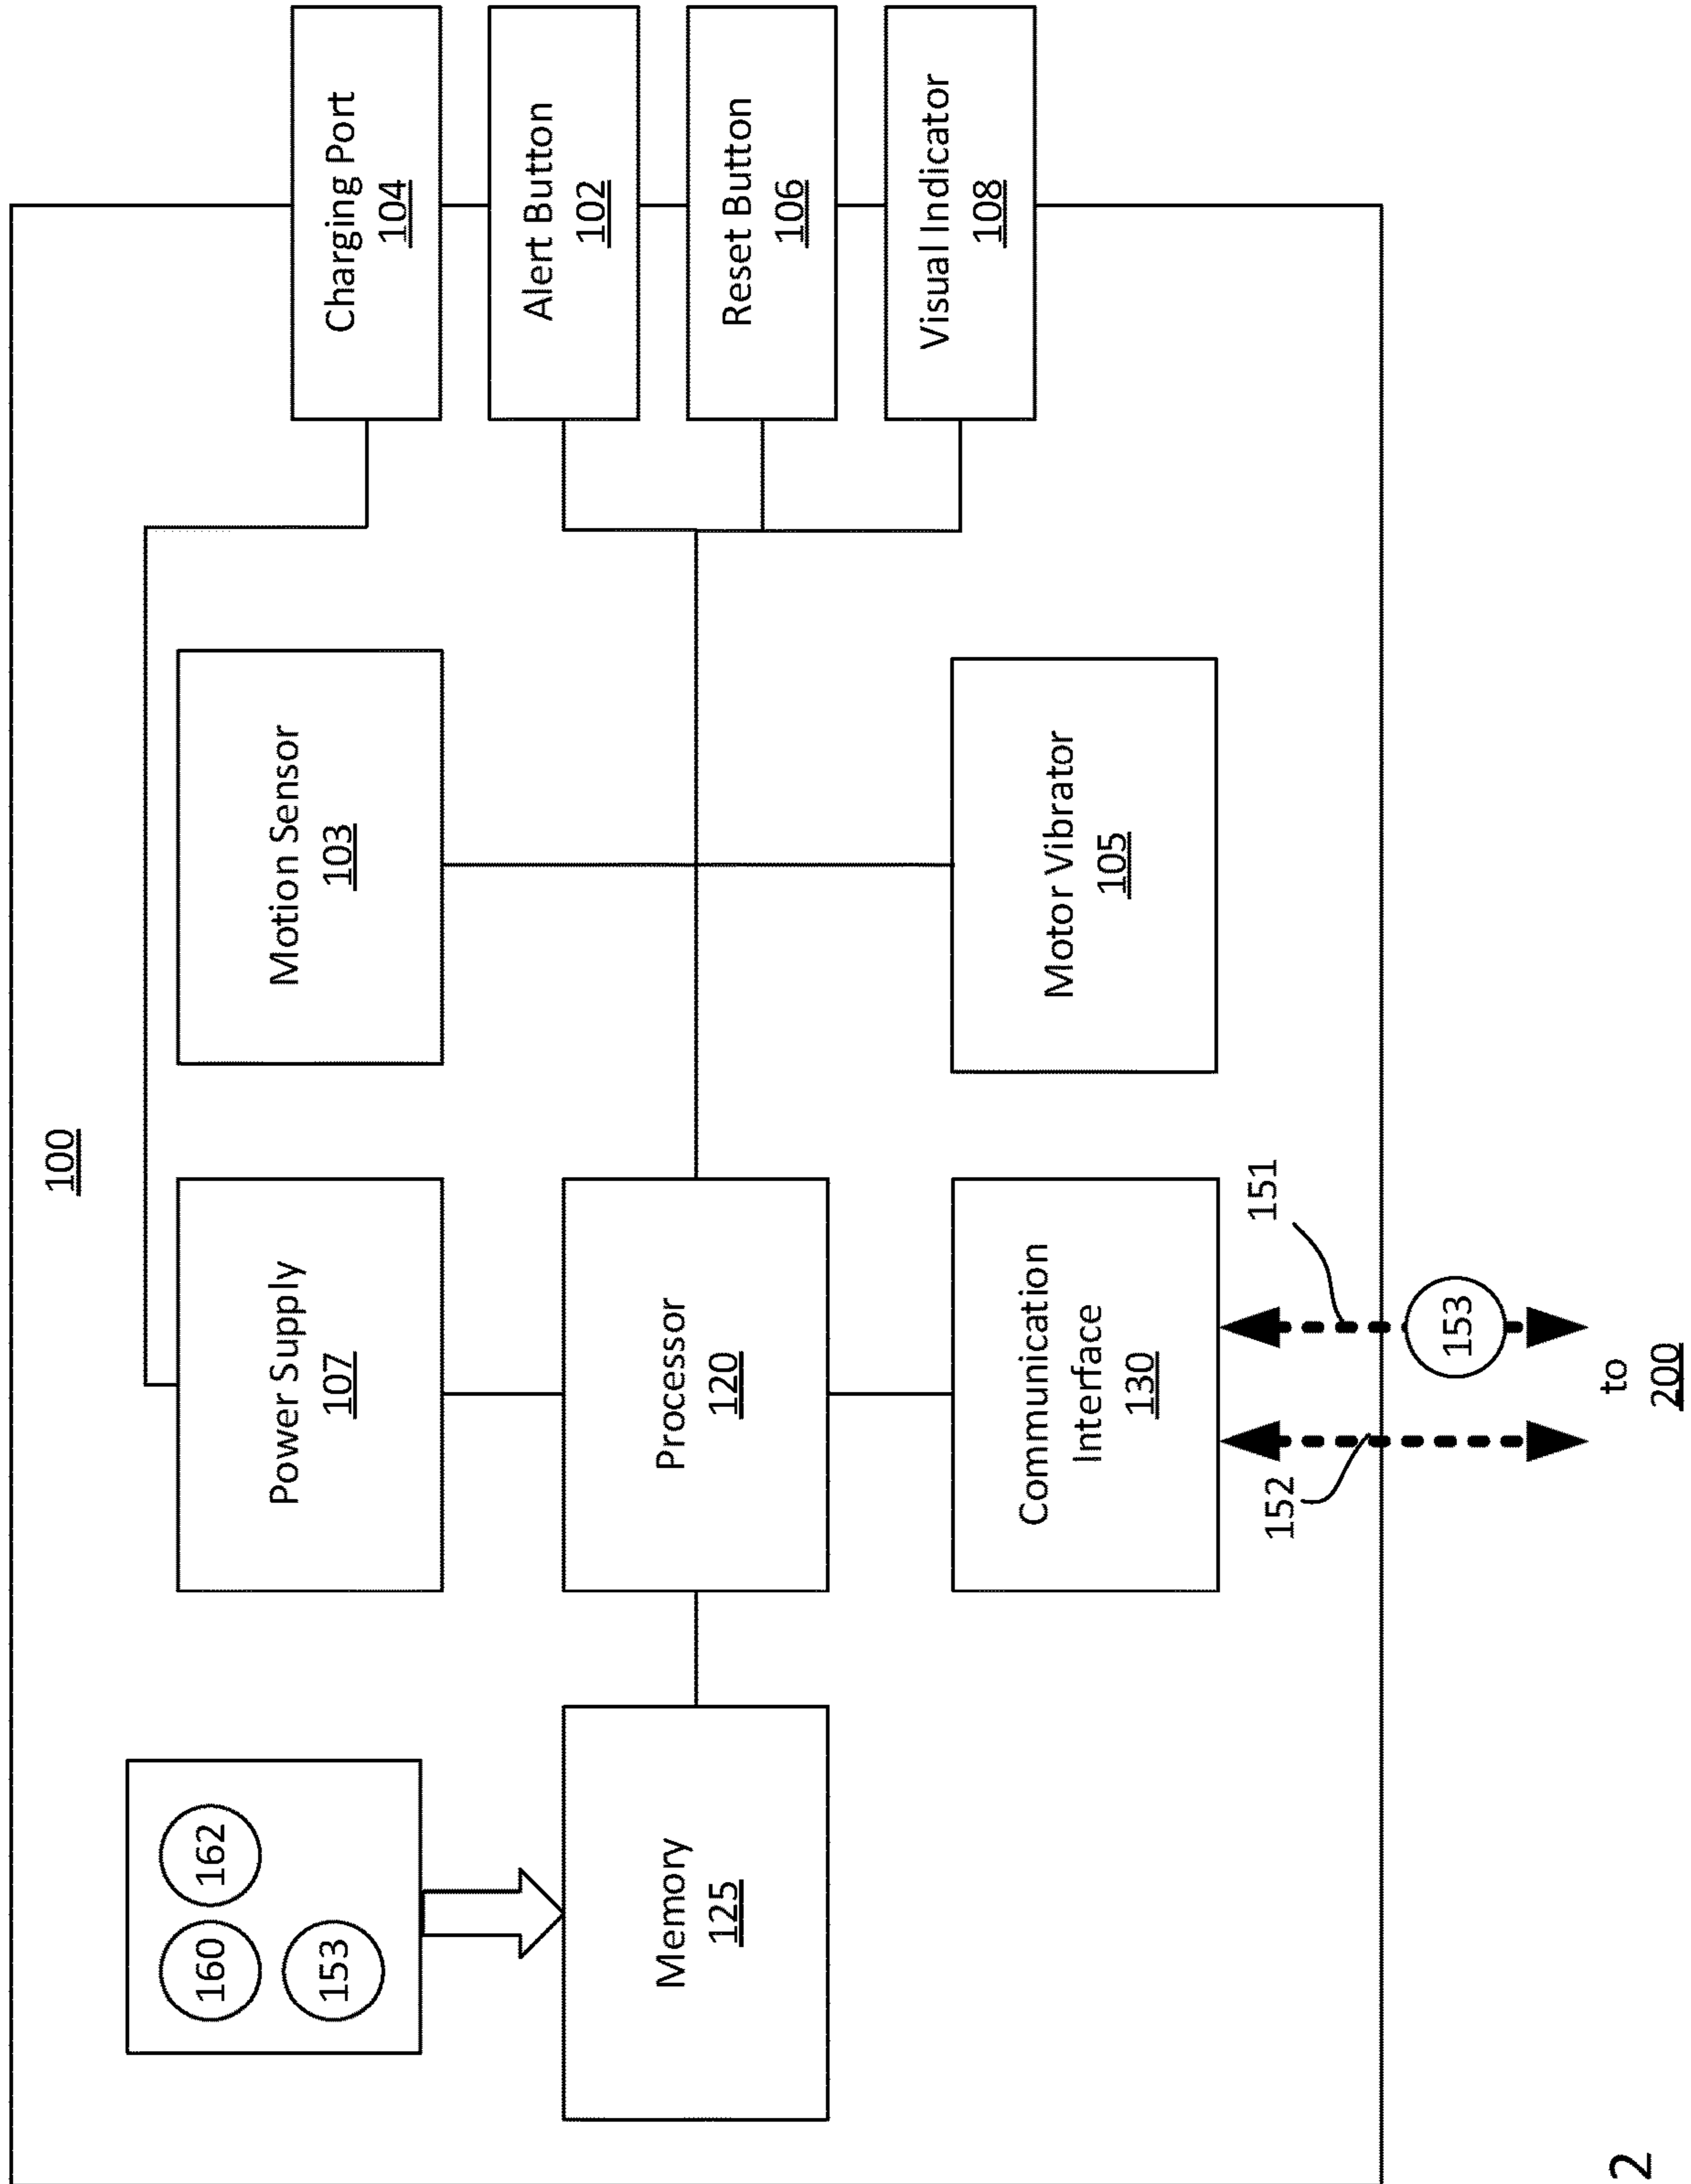 100
160
162
153
Power Supply
107
Motion Sensor
103
Charging Port
104
Memory
125
Processor
120
Alert Button
102
Reset Button
106
Communication
Interface
130
Motor Vibrator
105
Visual Indicator
108
152
151
153
to
200
2